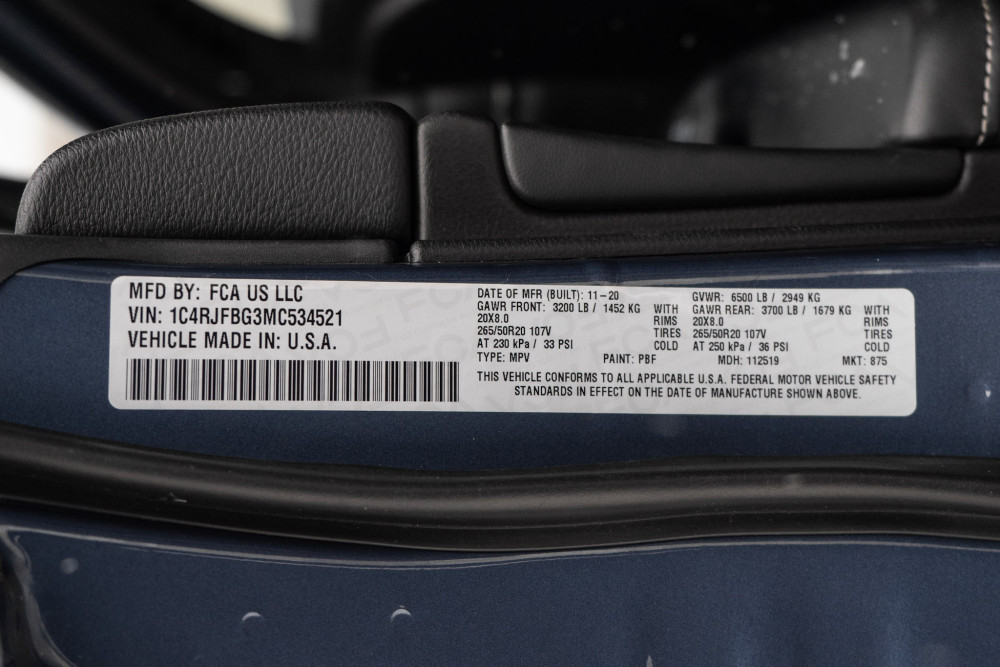 MFD BY: FCA US LLC
VIN: 1C4RJFBG3MC534521
VEHICLE MADE IN: U.S.A.
DATE OF MFR (BUILT): 11-20
GAWR FRONT: 3200 LB / 1452 KG WITH
20X8.0 RIMS
265/50R20 107V TIRES
AT 230 kPa / 33 PSI COLD
GVWR: 6500 LB / 2949 KG
GAWR REAR: 3700 LB / 1679 KG WITH
20X8.0 RIMS
265/50R20 107V TIRES
AT 250 kPa / 36 PSI COLD
TYPE: MPV PAINT: PBF MDH: 112519 MKT: 875
THIS VEHICLE CONFORMS TO ALL APPLICABLE U.S.A. FEDERAL MOTOR VEHICLE SAFETY
STANDARDS IN EFFECT ON THE DATE OF MANUFACTURE SHOWN ABOVE.